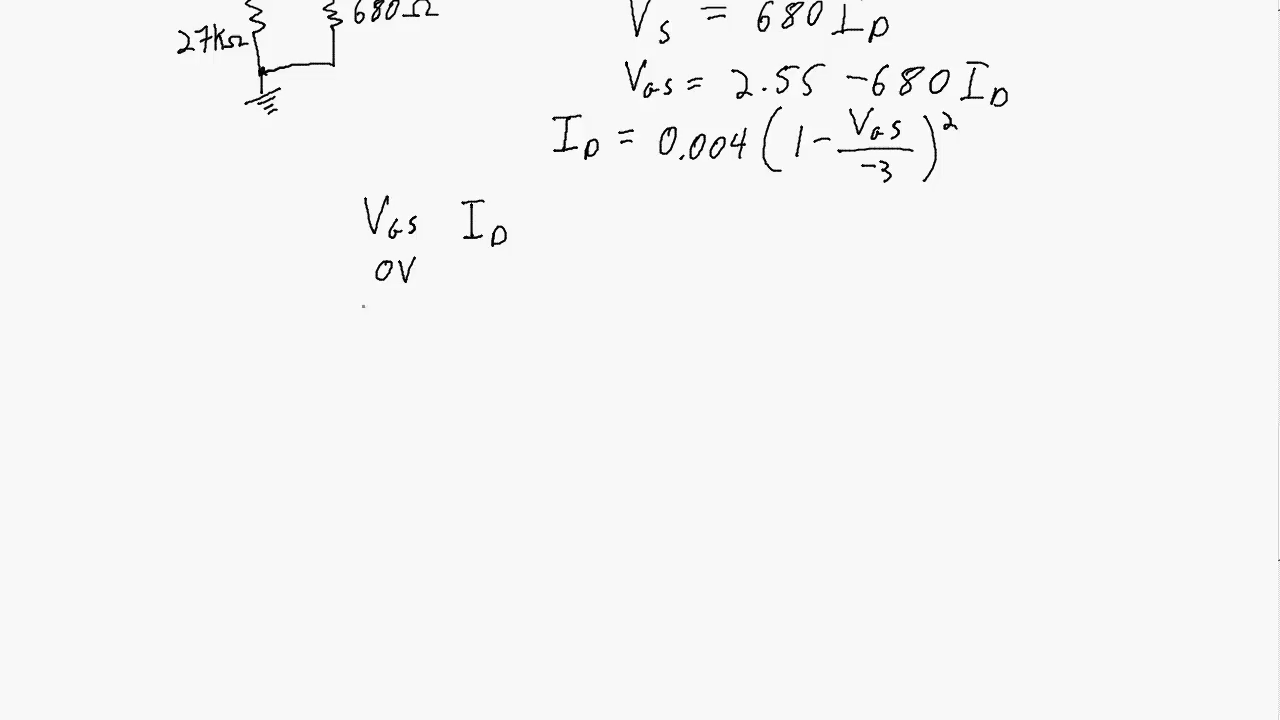 680Ω
27kΩ
V_S = 680 I_D
V_GS = 2.55 - 680 I_D
I_D = 0.004 (1 - V_GS / -3)^2
V_GS I_D
0V